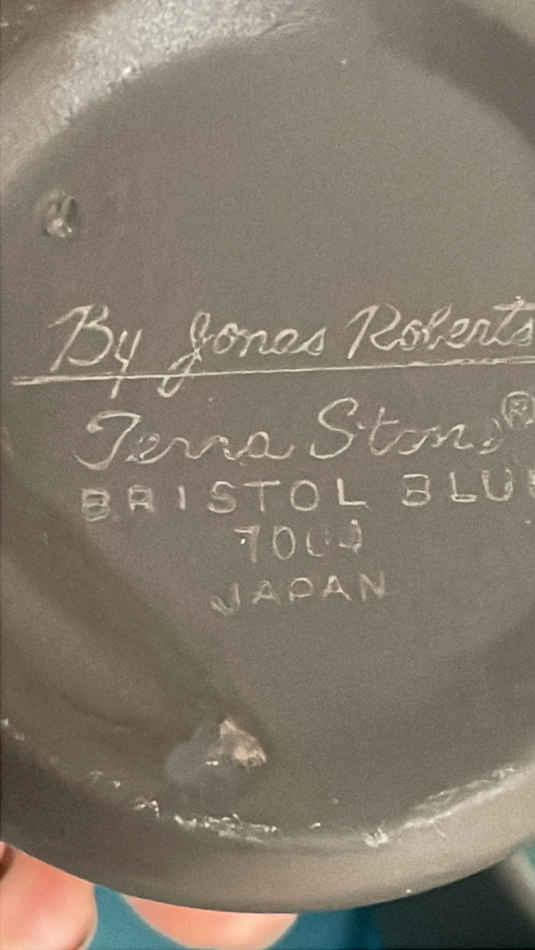 By Jonas Roberts
Terra Stone®
BRISTOL BLU
JAPAN